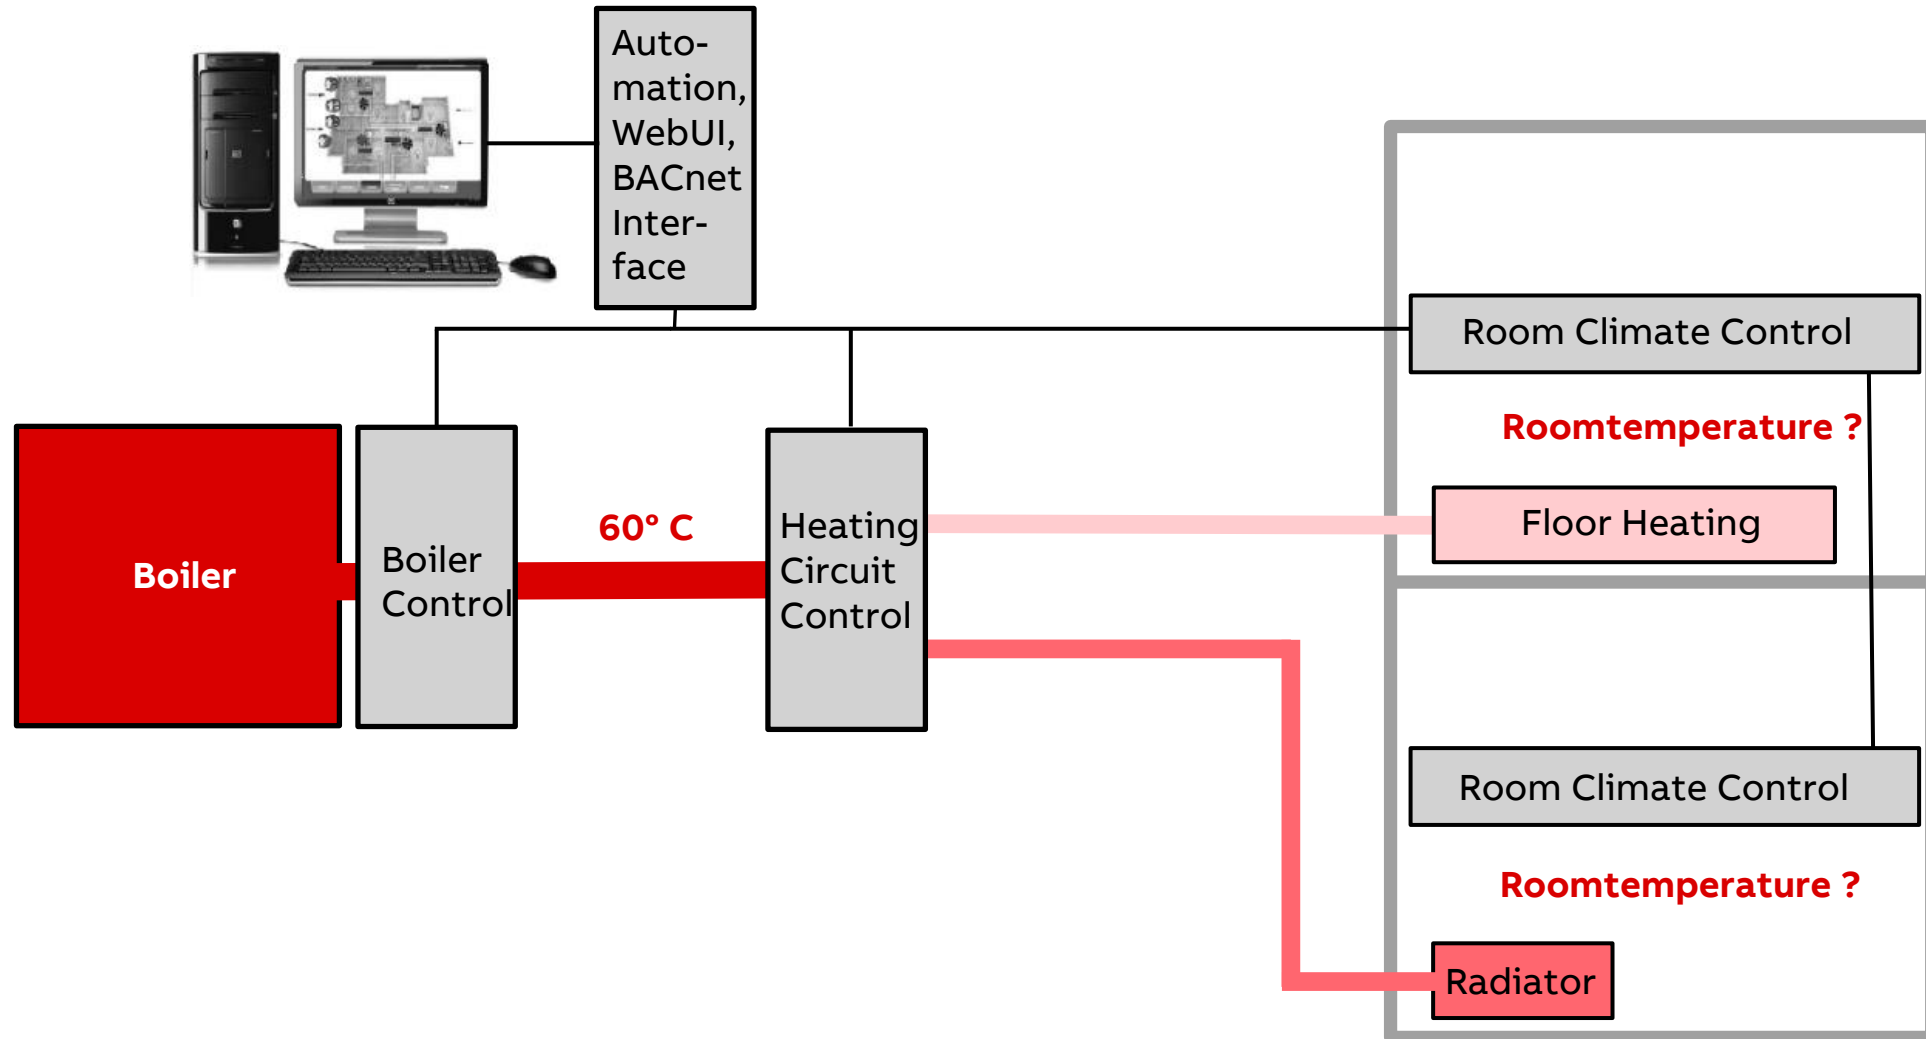 Auto-
mation,
WebUI,
BACnet
Inter-
face
Room Climate Control
Roomtemperature ?
Floor Heating
Boiler
Boiler
Control
60° C
Heating
Circuit
Control
Room Climate Control
Roomtemperature ?
Radiator